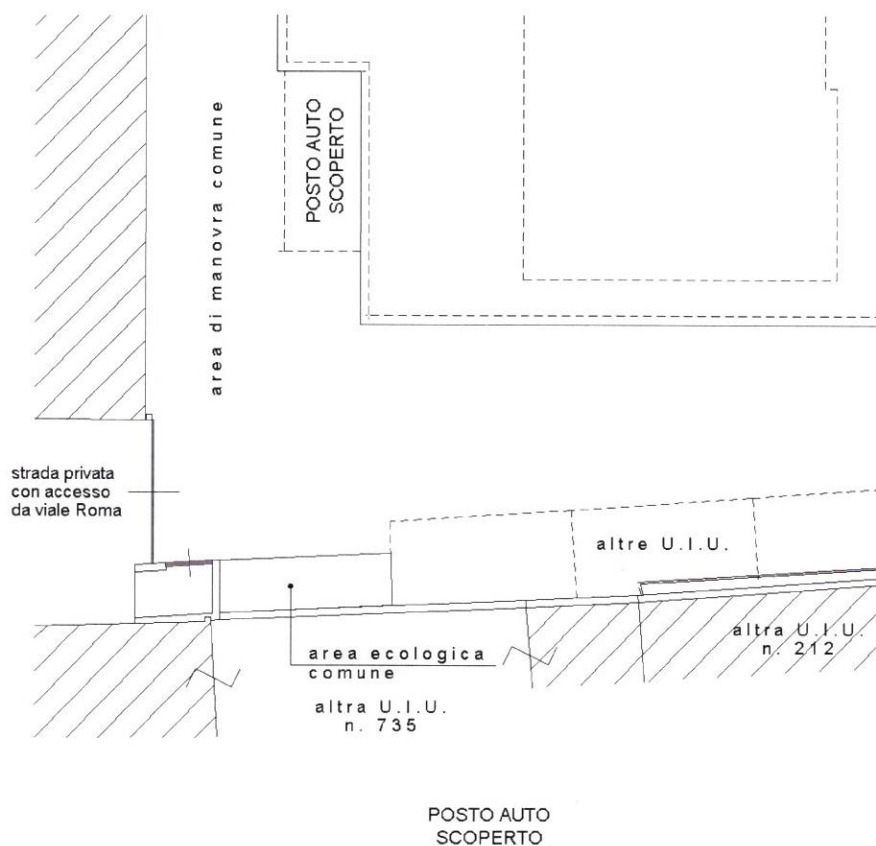 area di manovra comune
POSTO AUTO
SCOPERTO
strada privata
con accesso
da viale Roma
altre U.I.U.
altra U.I.U.
n. 212
area ecologica
comune
altra U.I.U.
n. 735
POSTO AUTO
SCOPERTO